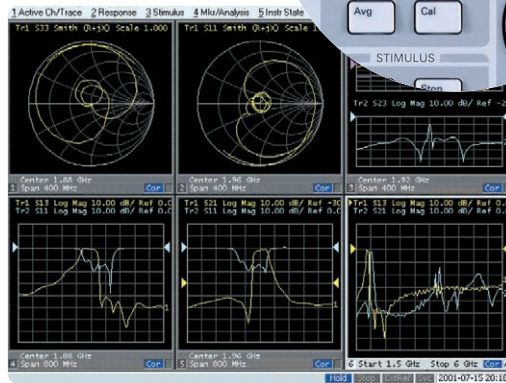 1 Active Ch/Trace 2 Response 3 Stimulus 4 Mkr/Analysis 5 Instr State
Avg Cal
STIMULUS
Stop
Tr1 S33 Smith (R+jX) Scale 1.000
Tr1 S11 Smith (R+jX) Scale 1.000
Tr2 S23 Log Mag 10.00 dB/ Ref -2
Center 1.88 GHz
1 Span 400 MHz Cor
Center 1.96 GHz
2 Span 400 MHz Cor
Center 1.92 GHz
3 Span 400 MHz Cor
Tr1 S13 Log Mag 10.00 dB/ Ref 0.0
Tr2 S11 Log Mag 10.00 dB/ Ref 0.0
Tr1 S21 Log Mag 10.00 dB/ Ref -30
Tr2 S11 Log Mag 10.00 dB/ Ref 0.0
Tr1 S13 Log Mag 10.00 dB/ Ref 0.0
Tr2 S21 Log Mag 10.00 dB/ Ref 0.0
Center 1.88 GHz
4 Span 800 MHz Cor
Center 1.96 GHz
5 Span 800 MHz Cor
6 Start 1.5 GHz Stop 6 GHz Cor
Hold Stop ExtRef Svc 2001-07-15 20:10